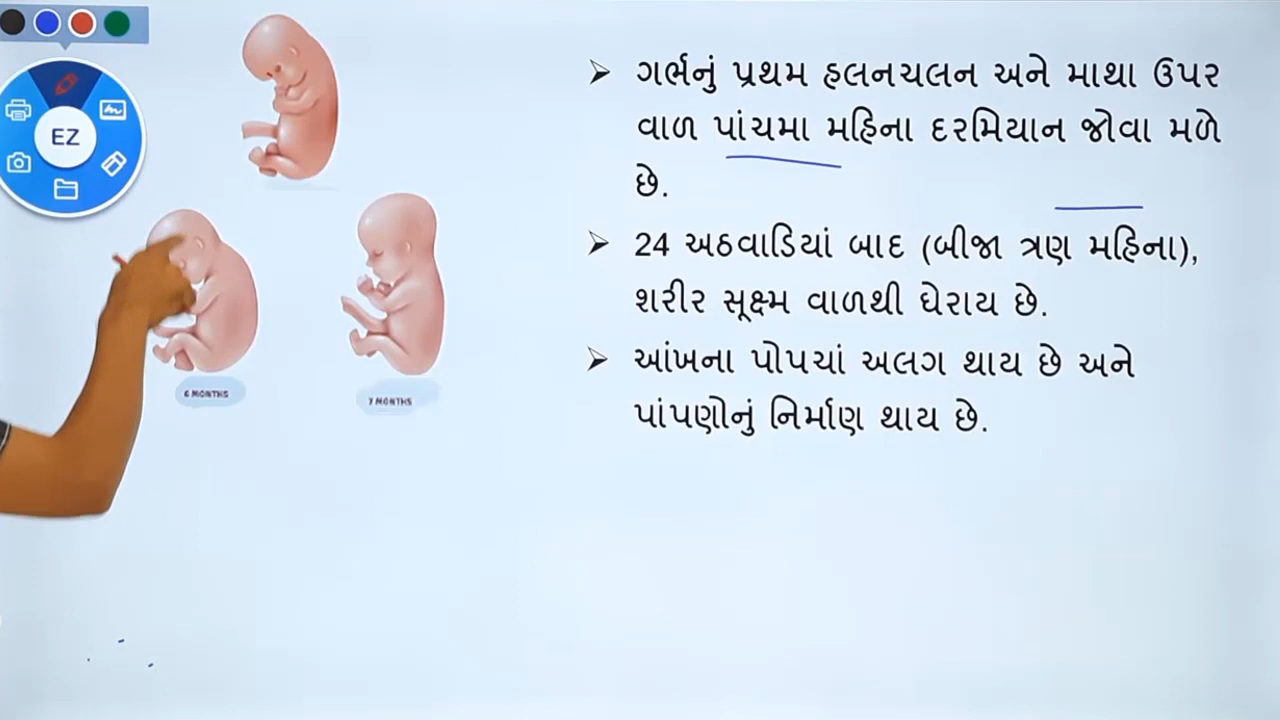 EZ
ગર્ભનું પ્રથમ હલનચલન અને માથા ઉપર
વાળ પાંચમા મહિના દરમિયાન જોવા મળે
છે.
24 અઠવાડિયાં બાદ (બીજા ત્રણ મહિના),
શરીર સૂક્ષ્મ વાળથી ઘેરાય છે.
આંખના પોપચાં અલગ થાય છે અને
પાંપણોનું નિર્માણ થાય છે.
6 MONTHS
7 MONTHS